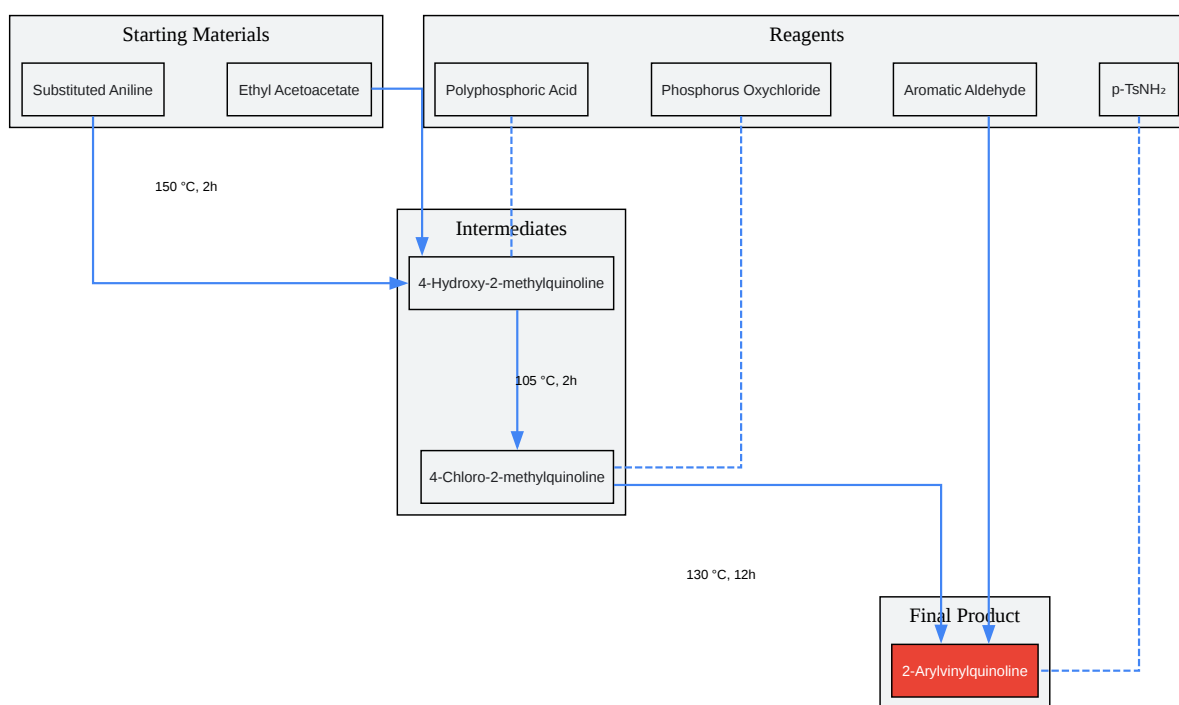 Starting Materials
Reagents
Substituted Aniline
Ethyl Acetoacetate
Polyphosphoric Acid
Phosphorus Oxychloride
Aromatic Aldehyde
p-TsNH₂
150 °C, 2h
Intermediates
4-Hydroxy-2-methylquinoline
105 °C, 2h
4-Chloro-2-methylquinoline
130 °C, 12h
Final Product
2-Arylvinylquinoline